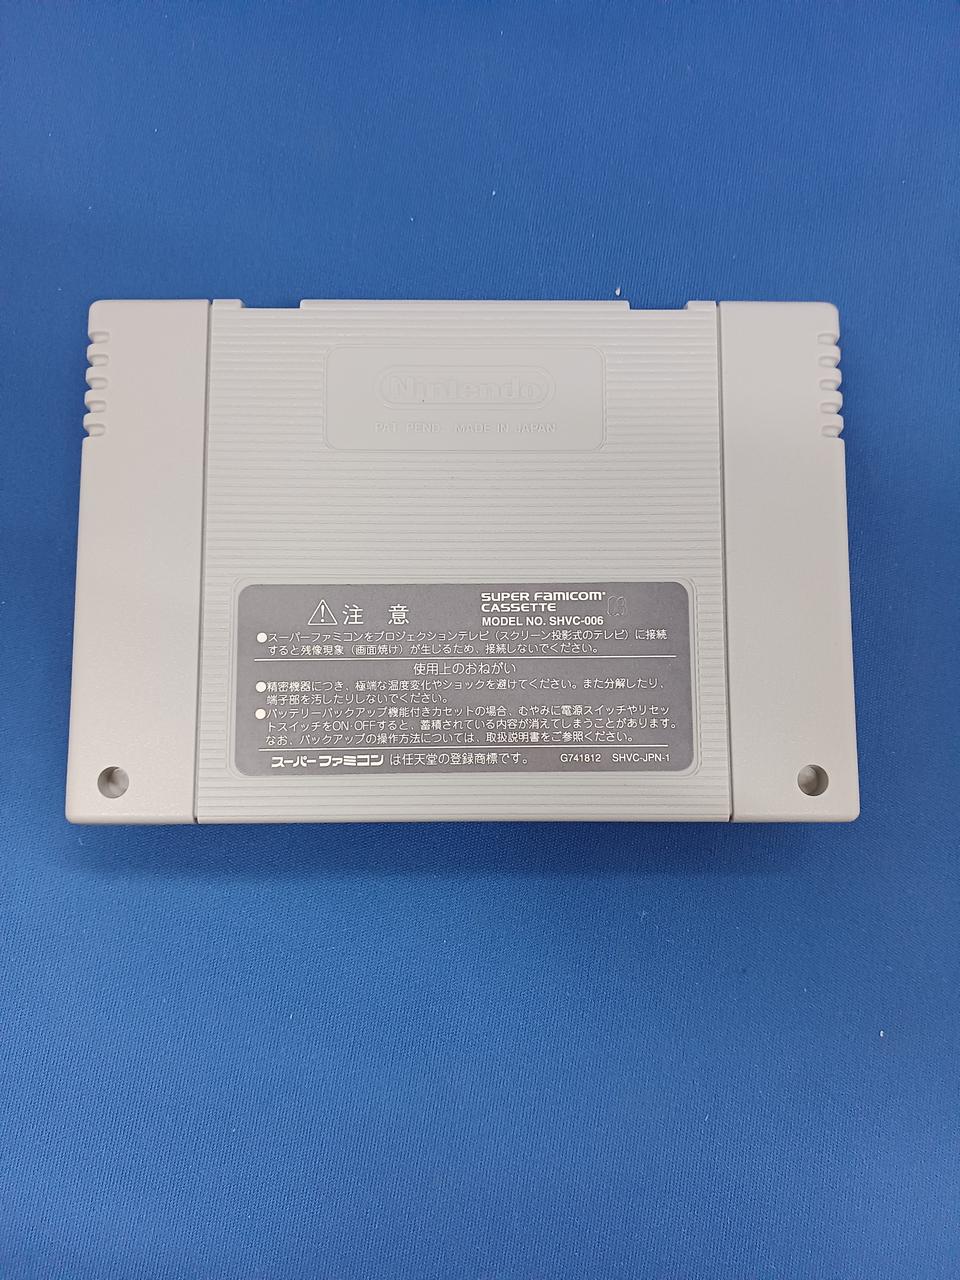 Nintendo
PAT. PEND. MADE IN JAPAN
注 意
SUPER FAMICOM
CASSETTE
MODEL NO. SHVC-006
●スーパーファミコンをプロジェクションテレビ（スクリーン投影式のテレビ）に接続
すると残像現象（画面焼け）が生じるため、接続しないでください。
使用上のおねがい
●精密機器につき、極端な温度変化やショックを避けてください。また分解したり、
端子部を汚したりしないでください。
●バッテリーバックアップ機能付きカセットの場合、むやみに電源スイッチやリセッ
トスイッチをON・OFFすると、蓄積されている内容が消えてしまうことがあります。
なお、バックアップの操作方法については、取扱説明書をご参照ください。
スーパーファミコン は任天堂の登録商標です。 G741812 SHVC-JPN-1